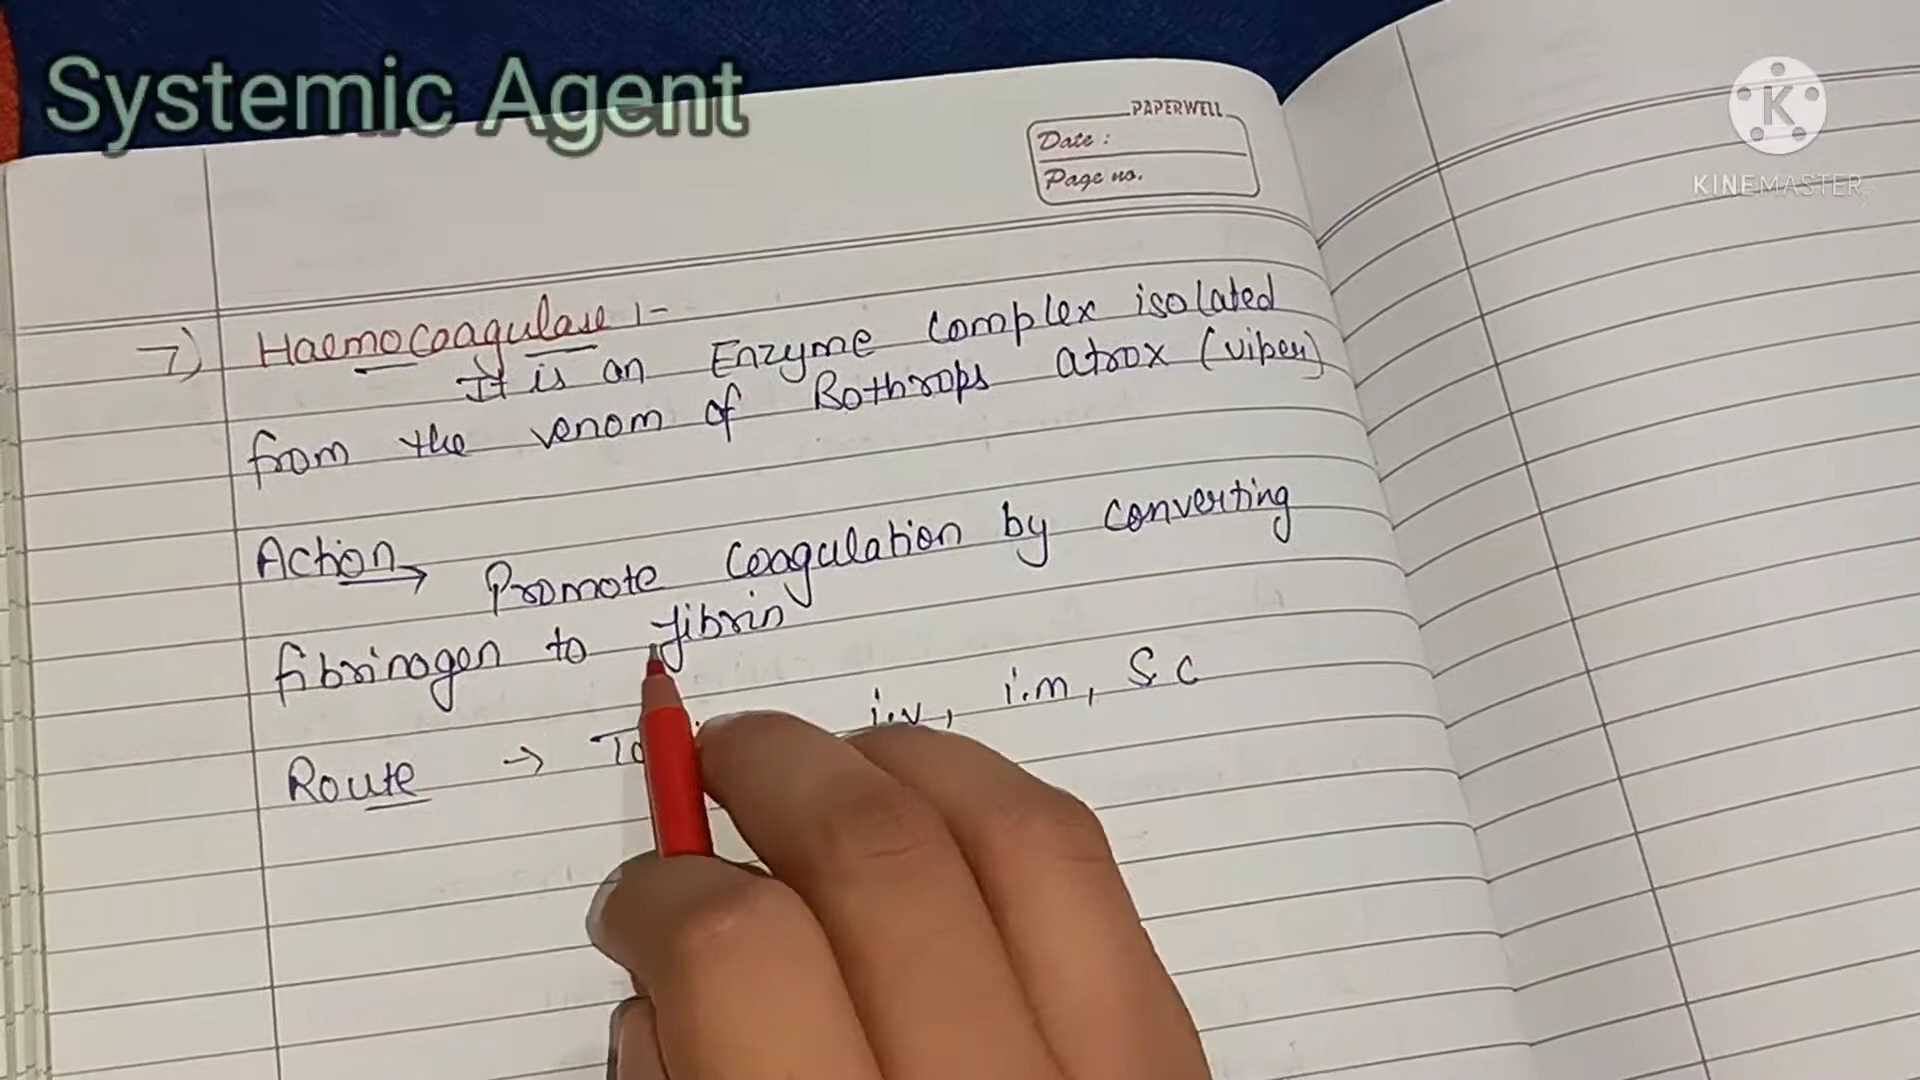 Systemic Agent
PAPERWELL
Date :
Page no.
KINEMASTER
7) Haemocoagulase :-
It is an Enzyme Complex isolated
from the venom of Bothrops atrox (viper)
Action → Promote Coagulation by converting
fibrinogen to fibrin
Route → i.v, i.m, S.C